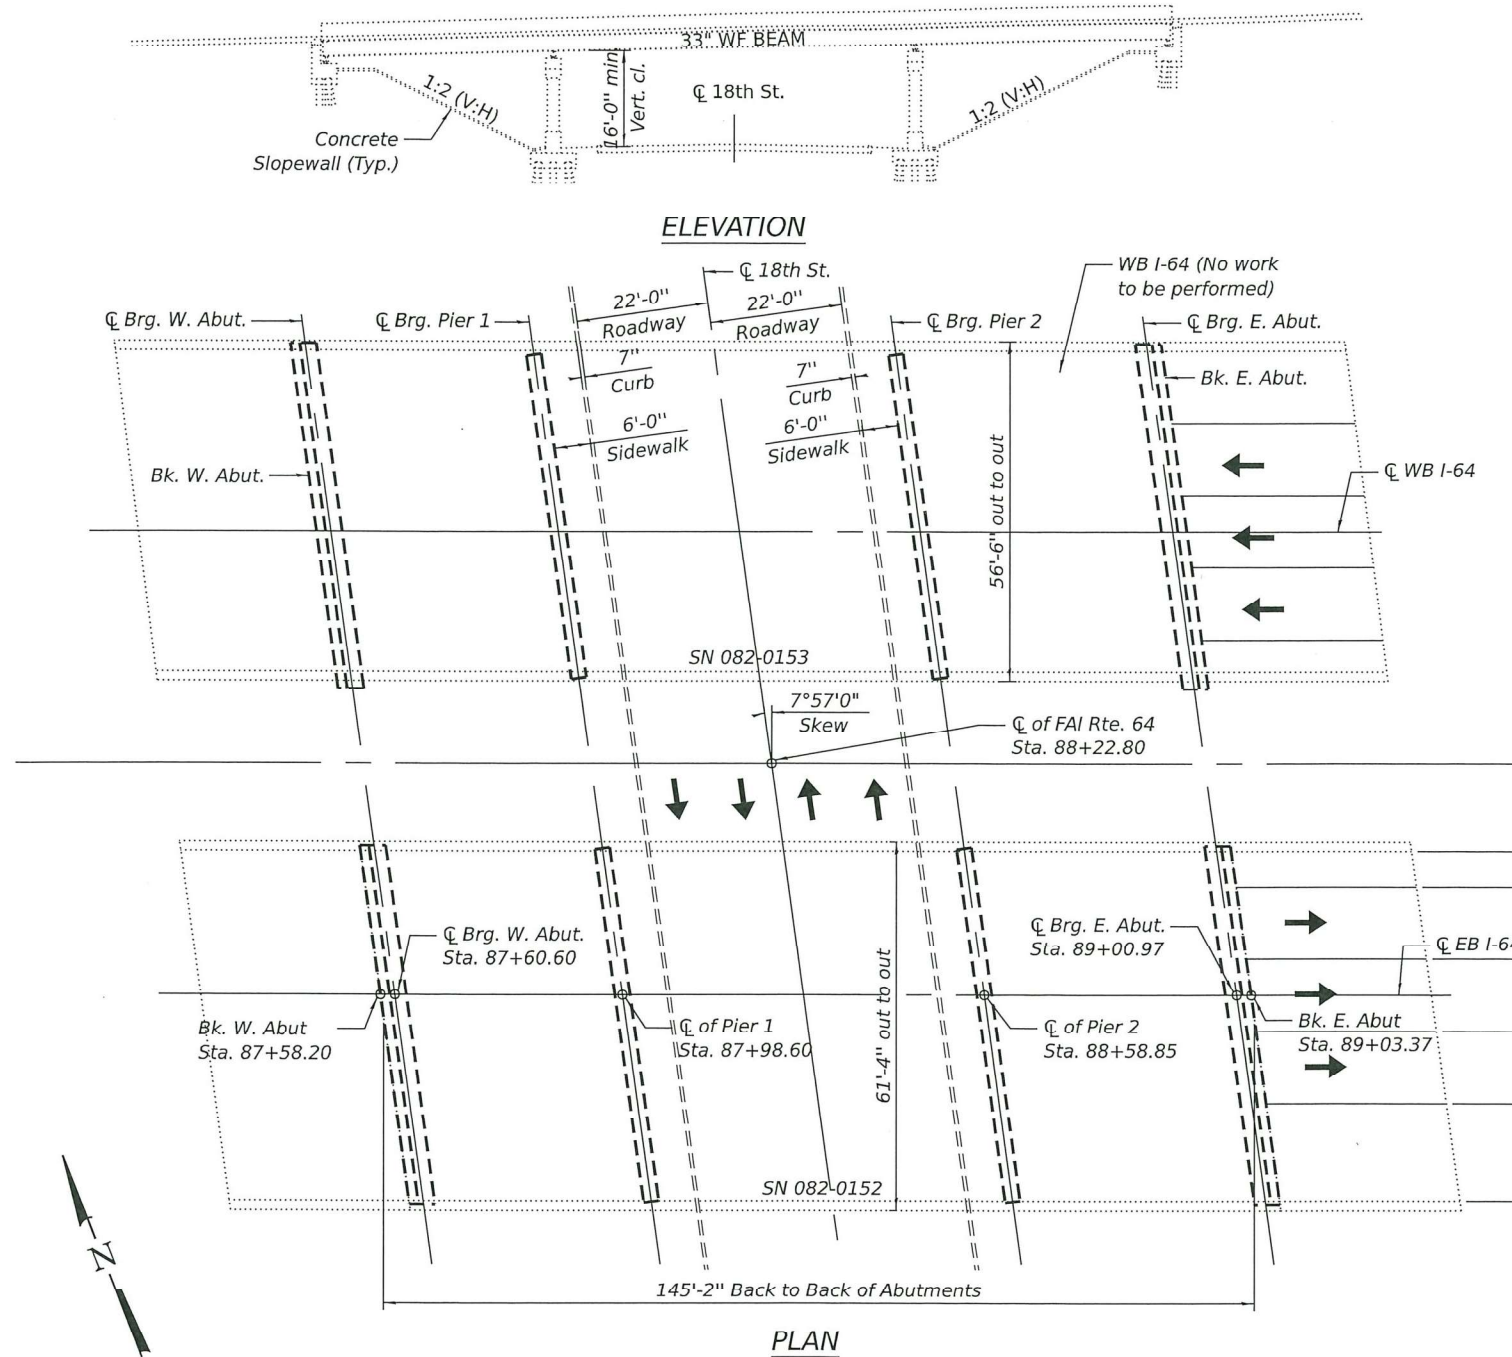 33" WF BEAM
1:2 (V:H)
16'-0" min.
Vert. cl.
℄ 18th St.
1:2 (V:H)
Concrete
Slopewall (Typ.)
ELEVATION
℄ 18th St.
WB I-64 (No work
to be performed)
22'-0"
Roadway
22'-0"
Roadway
℄ Brg. W. Abut.
℄ Brg. Pier 1
℄ Brg. Pier 2
℄ Brg. E. Abut.
7"
Curb
7"
Curb
Bk. E. Abut.
6'-0"
Sidewalk
6'-0"
Sidewalk
Bk. W. Abut.
56'-6" out to out
℄ WB I-64
SN 082-0153
7°57'0"
Skew
℄ of FAI Rte. 64
Sta. 88+22.80
℄ Brg. W. Abut.
Sta. 87+60.60
℄ Brg. E. Abut.
Sta. 89+00.97
℄ EB I-64
61'-4" out to out
Bk. W. Abut
Sta. 87+58.20
℄ of Pier 1
Sta. 87+98.60
℄ of Pier 2
Sta. 88+58.85
Bk. E. Abut
Sta. 89+03.37
SN 082-0152
N
145'-2" Back to Back of Abutments
PLAN